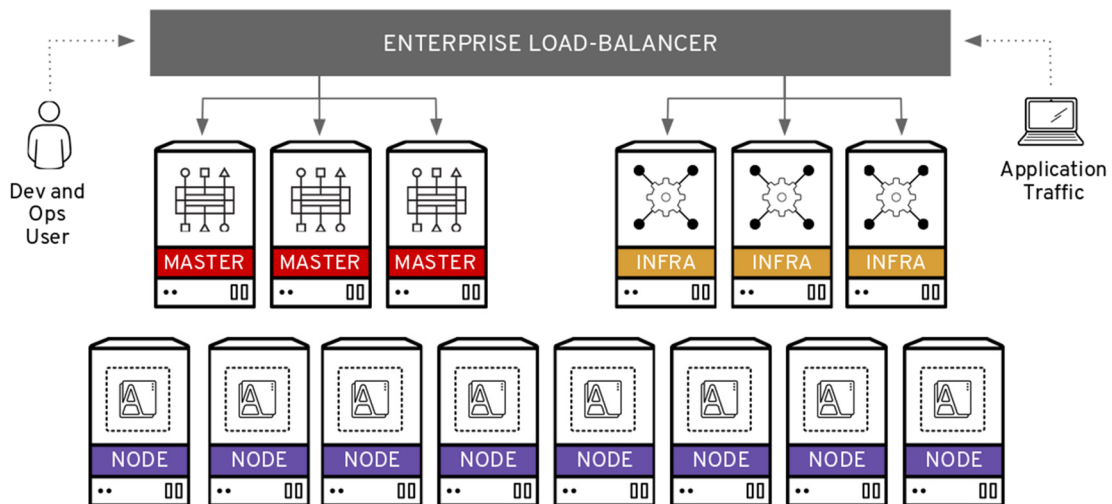 ENTERPRISE LOAD-BALANCER
Dev and
Ops
User
Application
Traffic
MASTER
MASTER
MASTER
INFRA
INFRA
INFRA
NODE
NODE
NODE
NODE
NODE
NODE
NODE
NODE